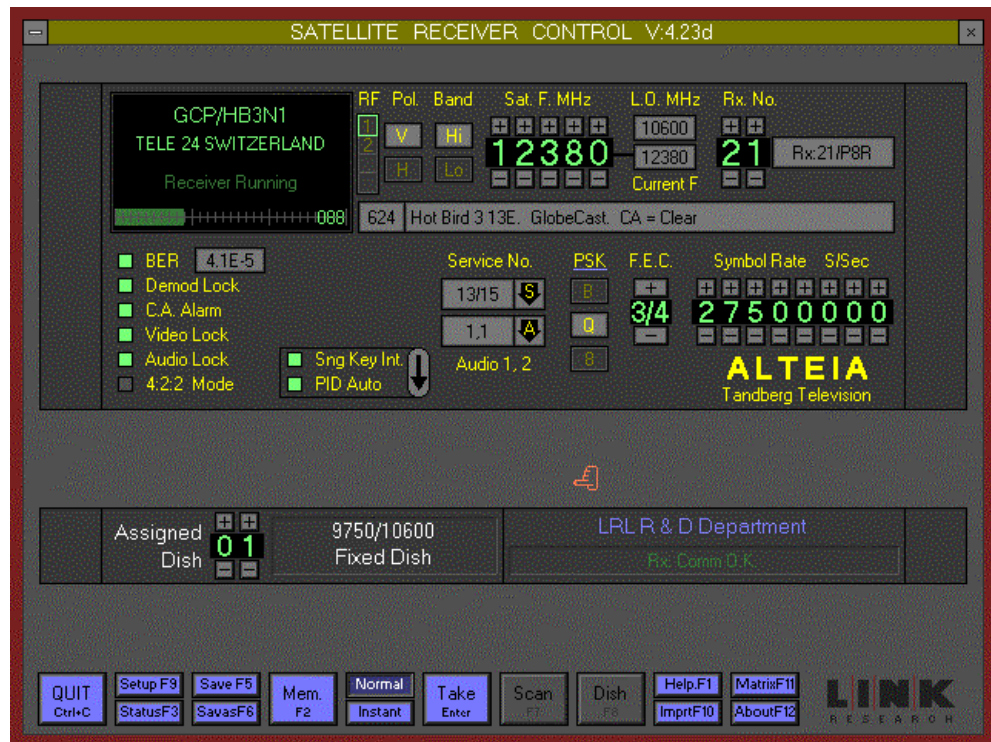 SATELLITE RECEIVER CONTROL V:4.23d
GCP/HB3N1
TELE 24 SWITZERLAND
Receiver Running
088
RF Pol. Band Sat. F. MHz L.O. MHz Rx. No.
1 V Hi 12380 10600 21 Rx:21/P8R
2 H Lo 12380
Current F
624 Hot Bird 3 13E. GlobeCast. CA = Clear
BER 4.1E-5
Demod Lock
C.A. Alarm
Video Lock
Audio Lock
4:2:2 Mode
Sng Key Int.
PID Auto
Service No. PSK F.E.C. Symbol Rate S/Sec
13/15 S B 3/4 27500000
1,1 A Q
Audio 1, 2 8
ALTEIA
Tandberg Television
Assigned Dish 01
9750/10600
Fixed Dish
LRL R & D Department
Rx: Comm O.K.
QUIT Ctrl+C
Setup F9
StatusF3
Save F5
SavasF6
Mem. F2
Normal
Instant
Take Enter
Scan F7
Dish F8
Help.F1
ImprtF10
MatrixF11
AboutF12
LINK
RESEARCH